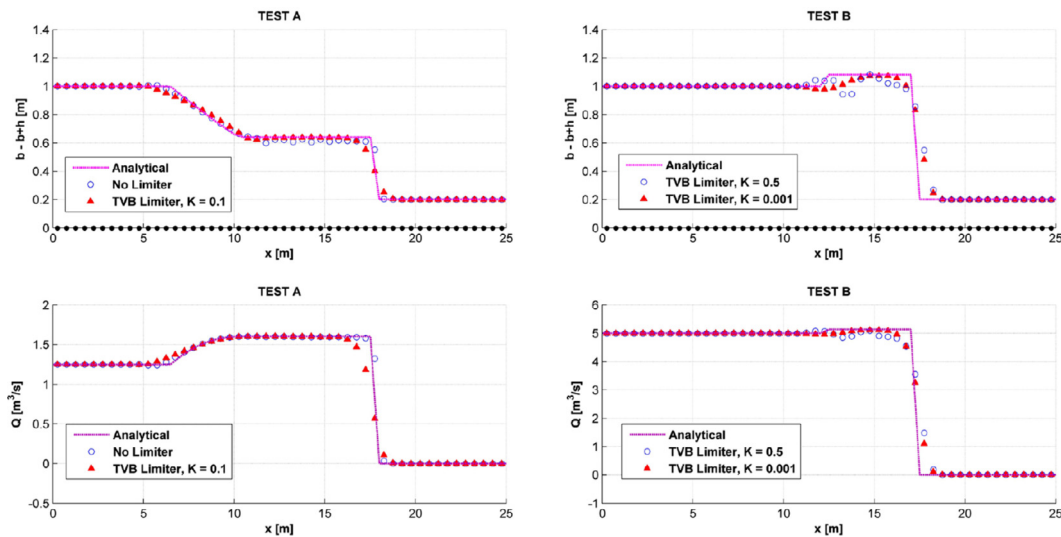 TEST A
b - b+h [m]
1.4
1.2
1
0.8
0.6
0.4
0.2
0
Analytical
No Limiter
TVB Limiter, K = 0.1
0 5 10 15 20 25
x [m]
TEST B
b - b+h [m]
1.4
1.2
1
0.8
0.6
0.4
0.2
0
Analytical
TVB Limiter, K = 0.5
TVB Limiter, K = 0.001
0 5 10 15 20 25
x [m]
TEST A
Q [m³/s]
2
1.5
1
0.5
0
-0.5
Analytical
No Limiter
TVB Limiter, K = 0.1
0 5 10 15 20 25
x [m]
TEST B
Q [m³/s]
6
5
4
3
2
1
0
-1
Analytical
TVB Limiter, K = 0.5
TVB Limiter, K = 0.001
0 5 10 15 20 25
x [m]